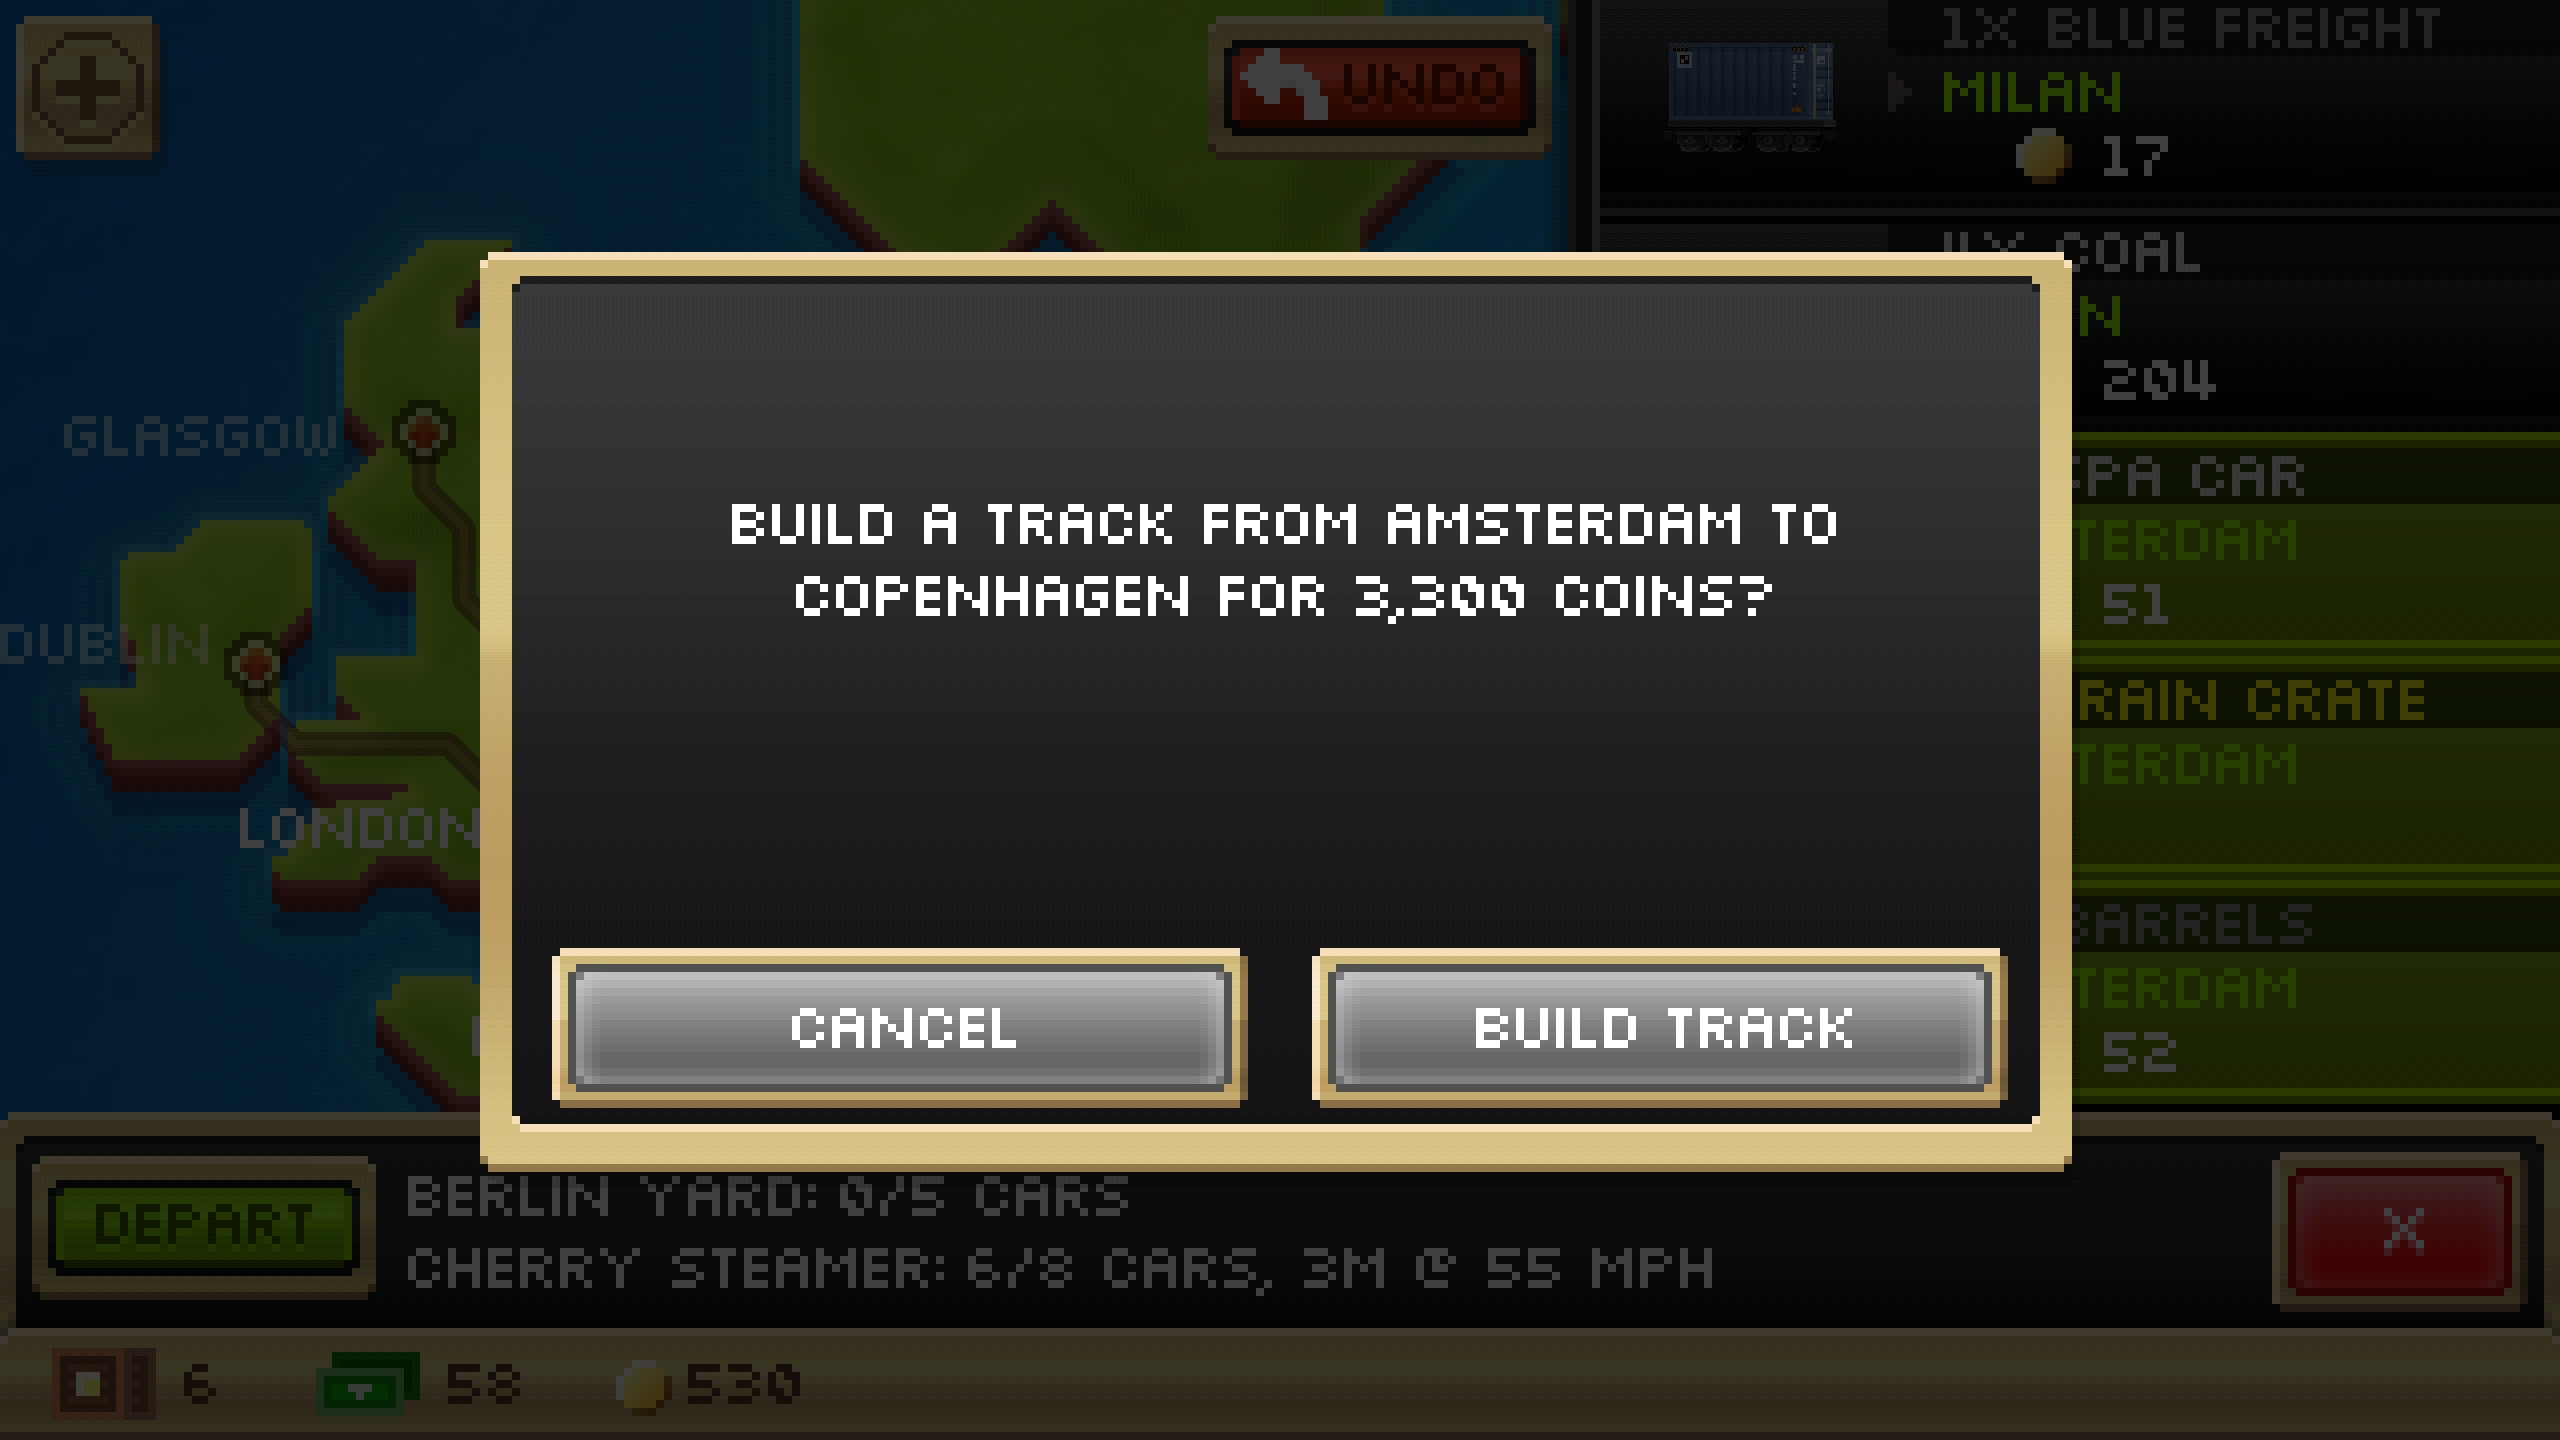 UNDO
1X BLUE FREIGHT
MILAN
17
COAL
204
GLASGOW
CAR
51
DUBLIN
CRATE
LONDON
52
BUILD A TRACK FROM AMSTERDAM TO
COPENHAGEN FOR 3,300 COINS?
CANCEL
BUILD TRACK
DEPART
BERLIN YARD: 0/5 CARS
CHERRY STEAMER: 6/8 CARS, 3M @ 55 MPH
X
6
58
530